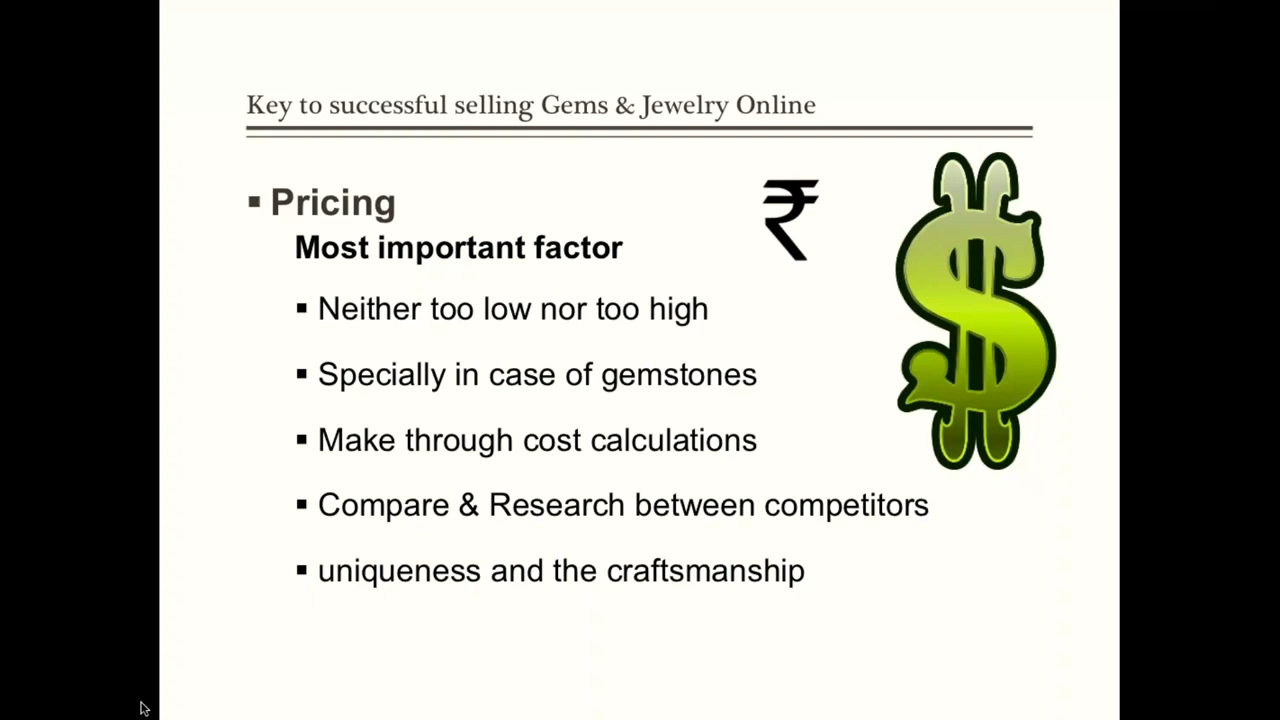 Key to successful selling Gems & Jewelry Online
▪ Pricing
Most important factor
▪ Neither too low nor too high
▪ Specially in case of gemstones
▪ Make through cost calculations
▪ Compare & Research between competitors
▪ uniqueness and the craftsmanship
₹
$